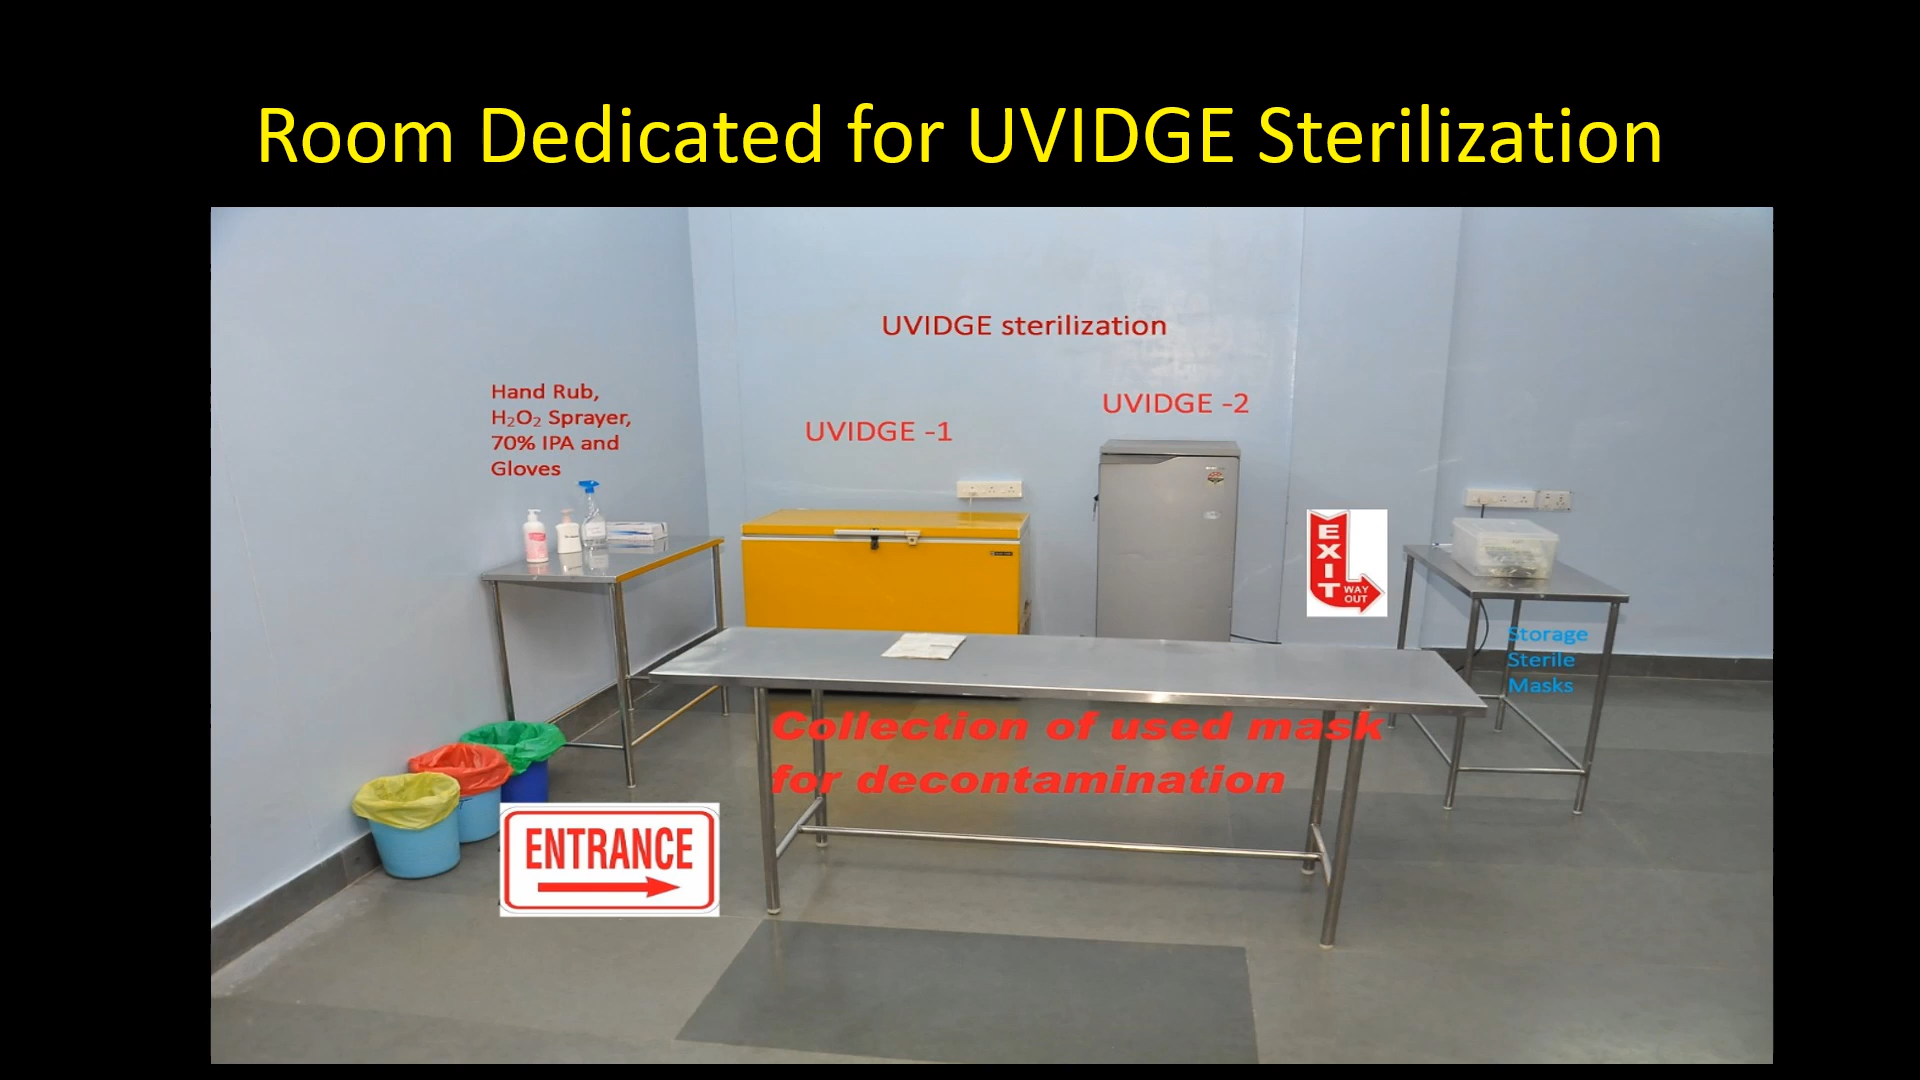 Room Dedicated for UVIDGE Sterilization
UVIDGE sterilization
UVIDGE -1
UVIDGE -2
Hand Rub,
H₂O₂ Sprayer,
70% IPA and
Gloves
EXIT
WAY
OUT
Storage
Sterile
Masks
Collection of used mask
for decontamination
ENTRANCE